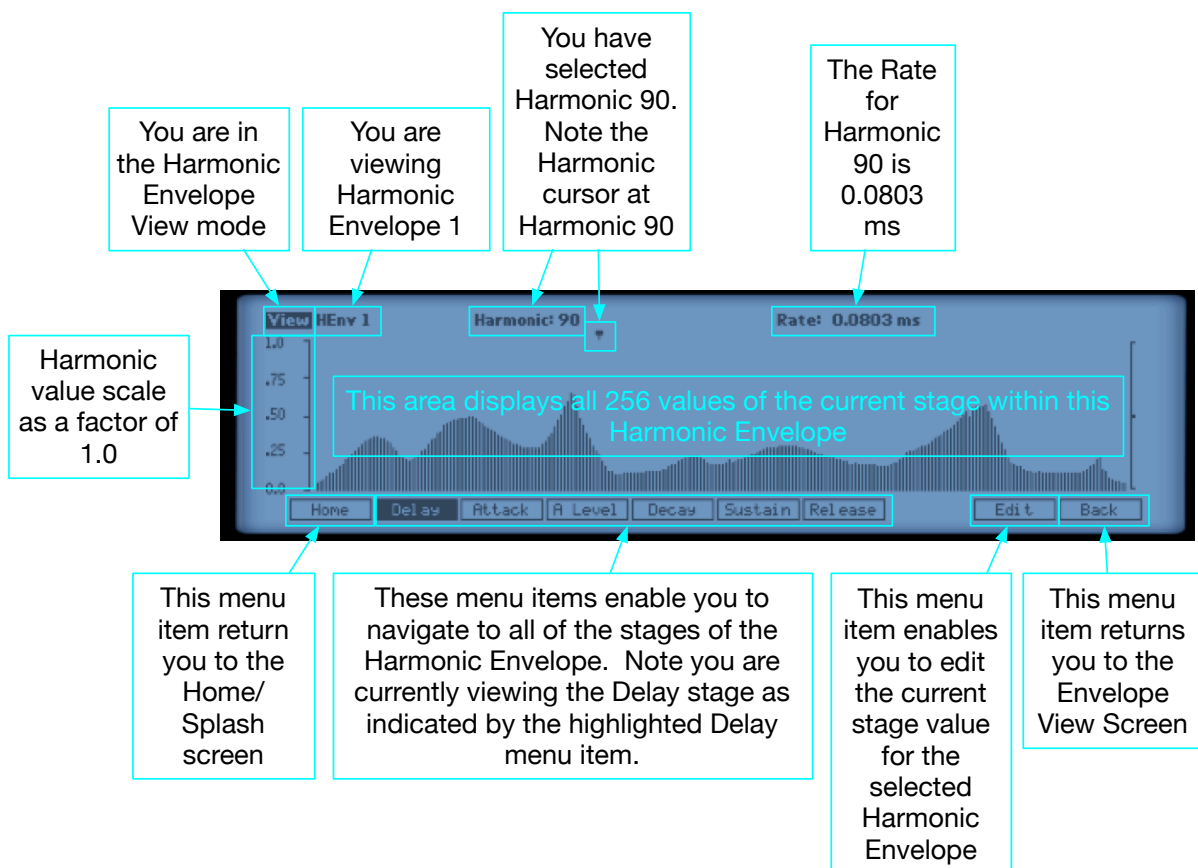 You have
selected
Harmonic 90.
Note the
Harmonic
cursor at
Harmonic 90
The Rate
for
Harmonic
90 is
0.0803
ms
You are in
the Harmonic
Envelope
View mode
You are
viewing
Harmonic
Envelope 1
View HEnv 1 Harmonic: 90 Rate: 0.0803 ms
Harmonic
value scale
as a factor of
1.0
1.0
.75
.50
.25
0.0
This area displays all 256 values of the current stage within this
Harmonic Envelope
Home Delay Attack A Level Decay Sustain Release Edit Back
This menu
item return
you to the
Home/
Splash
screen
These menu items enable you to
navigate to all of the stages of the
Harmonic Envelope. Note you are
currently viewing the Delay stage as
indicated by the highlighted Delay
menu item.
This menu
item enables
you to edit
the current
stage value
for the
selected
Harmonic
Envelope
This menu
item returns
you to the
Envelope
View Screen